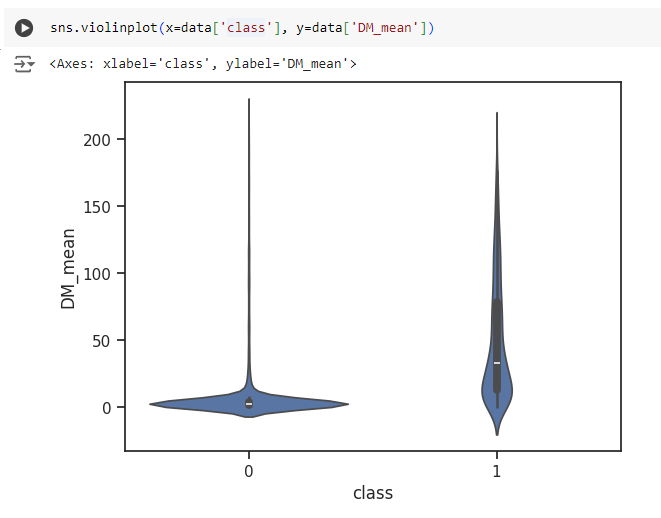 sns.violinplot(x=data['class'], y=data['DM_mean'])
<Axes: xlabel='class', ylabel='DM_mean'>
200
150
100
50
0
DM_mean
0 1
class